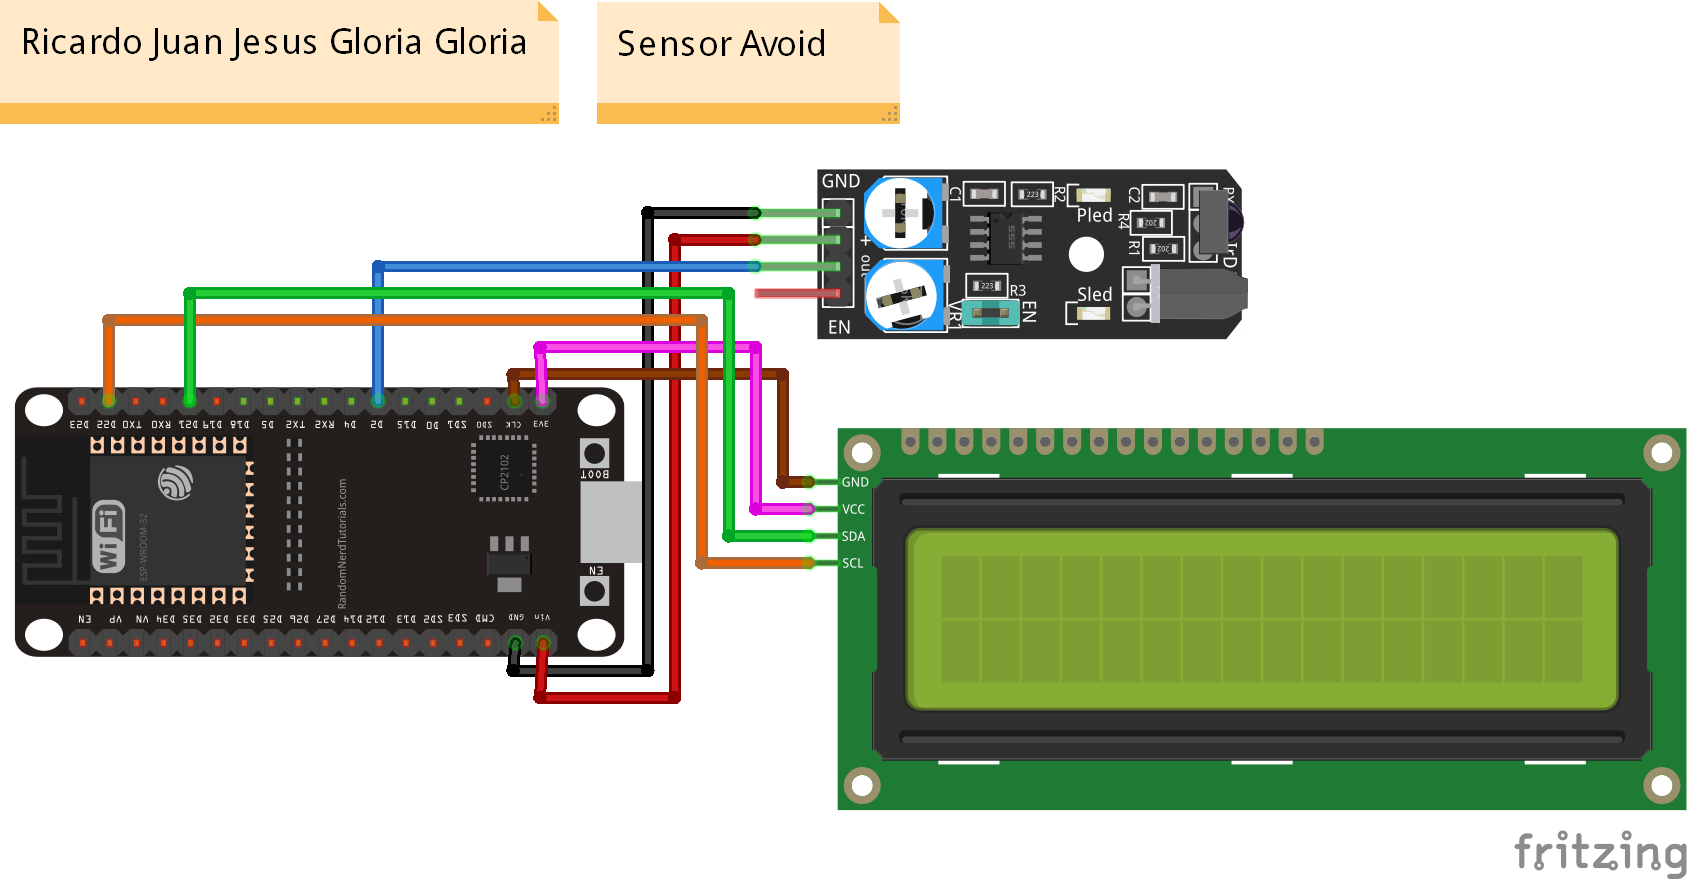 Ricardo Juan Jesus Gloria Gloria
Sensor Avoid
GND
+
out
EN
C1
223
R2
Pled
C2
R4
202
R1
202
IrD
Sled
223
R3
EN
VR1
D23 D22 TX0 RX0 D21 D19 D18 D5 TX2 RX2 D4 D2 D15 D0 SD1 SD0 CLK 3V3
CP2102
BOOT
WiFi
ESP-WROOM-32
RandomNerdTutorials.com
EN
EN VP VN D34 D35 D32 D33 D25 D26 D27 D14 D12 D13 SD2 SD3 CMD GND Vin
GND
VCC
SDA
SCL
fritzing